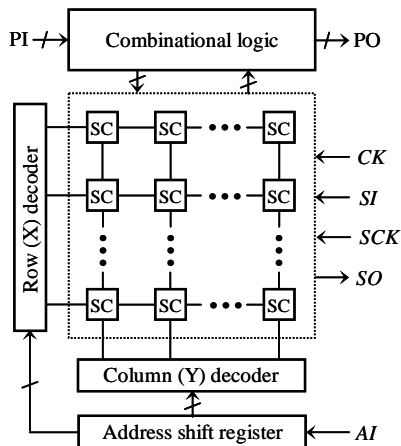 PI Combinational logic PO
SC SC ••• SC
CK
SC SC ••• SC
SI
Row (X) decoder
SCK
SO
SC SC ••• SC
Column (Y) decoder
Address shift register AI